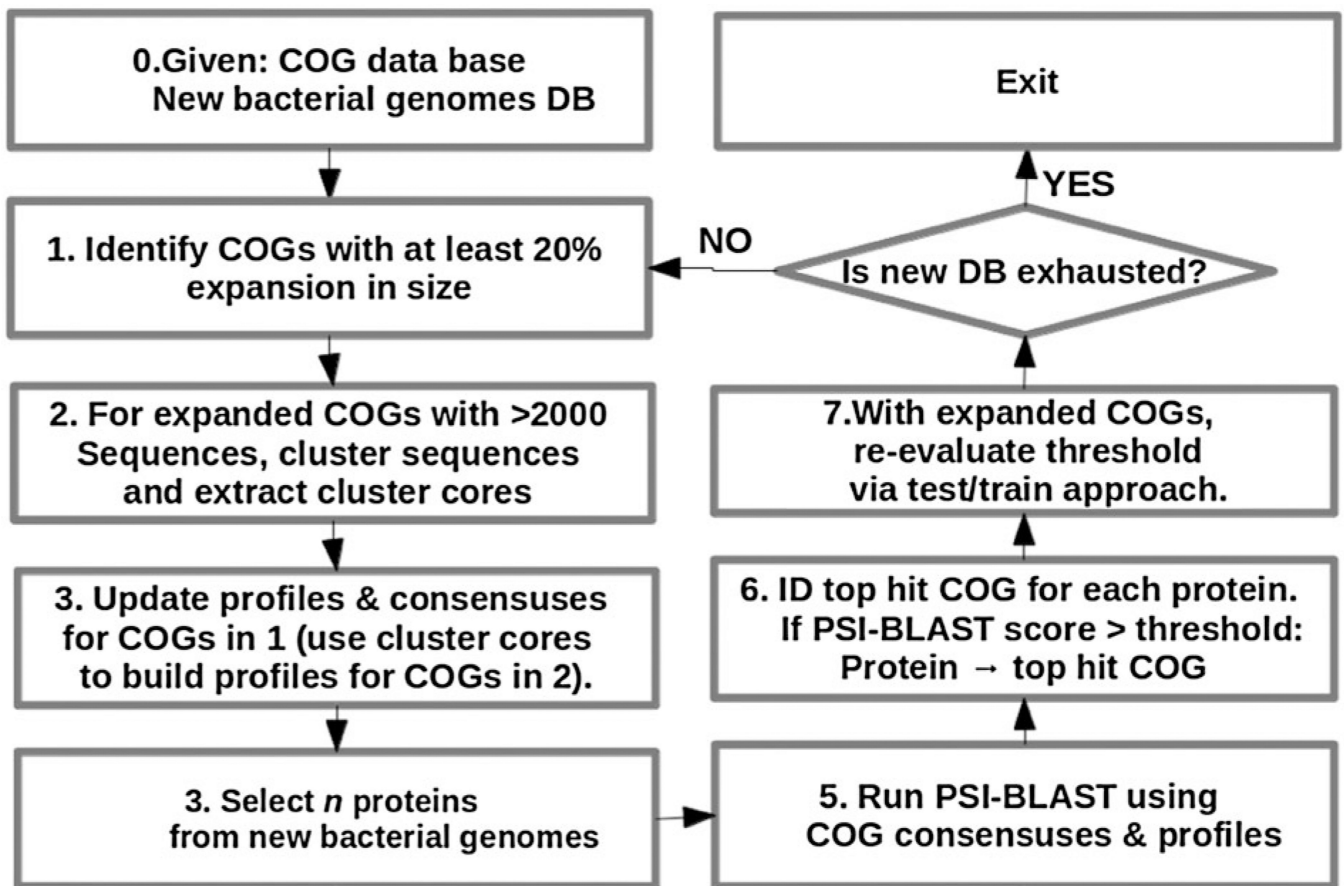 0.Given: COG data base
New bacterial genomes DB
1. Identify COGs with at least 20%
expansion in size
2. For expanded COGs with >2000
Sequences, cluster sequences
and extract cluster cores
3. Update profiles & consensuses
for COGs in 1 (use cluster cores
to build profiles for COGs in 2).
3. Select n proteins
from new bacterial genomes
5. Run PSI-BLAST using
COG consensuses & profiles
6. ID top hit COG for each protein.
If PSI-BLAST score > threshold:
Protein → top hit COG
7.With expanded COGs,
re-evaluate threshold
via test/train approach.
Is new DB exhausted?
NO
YES
Exit